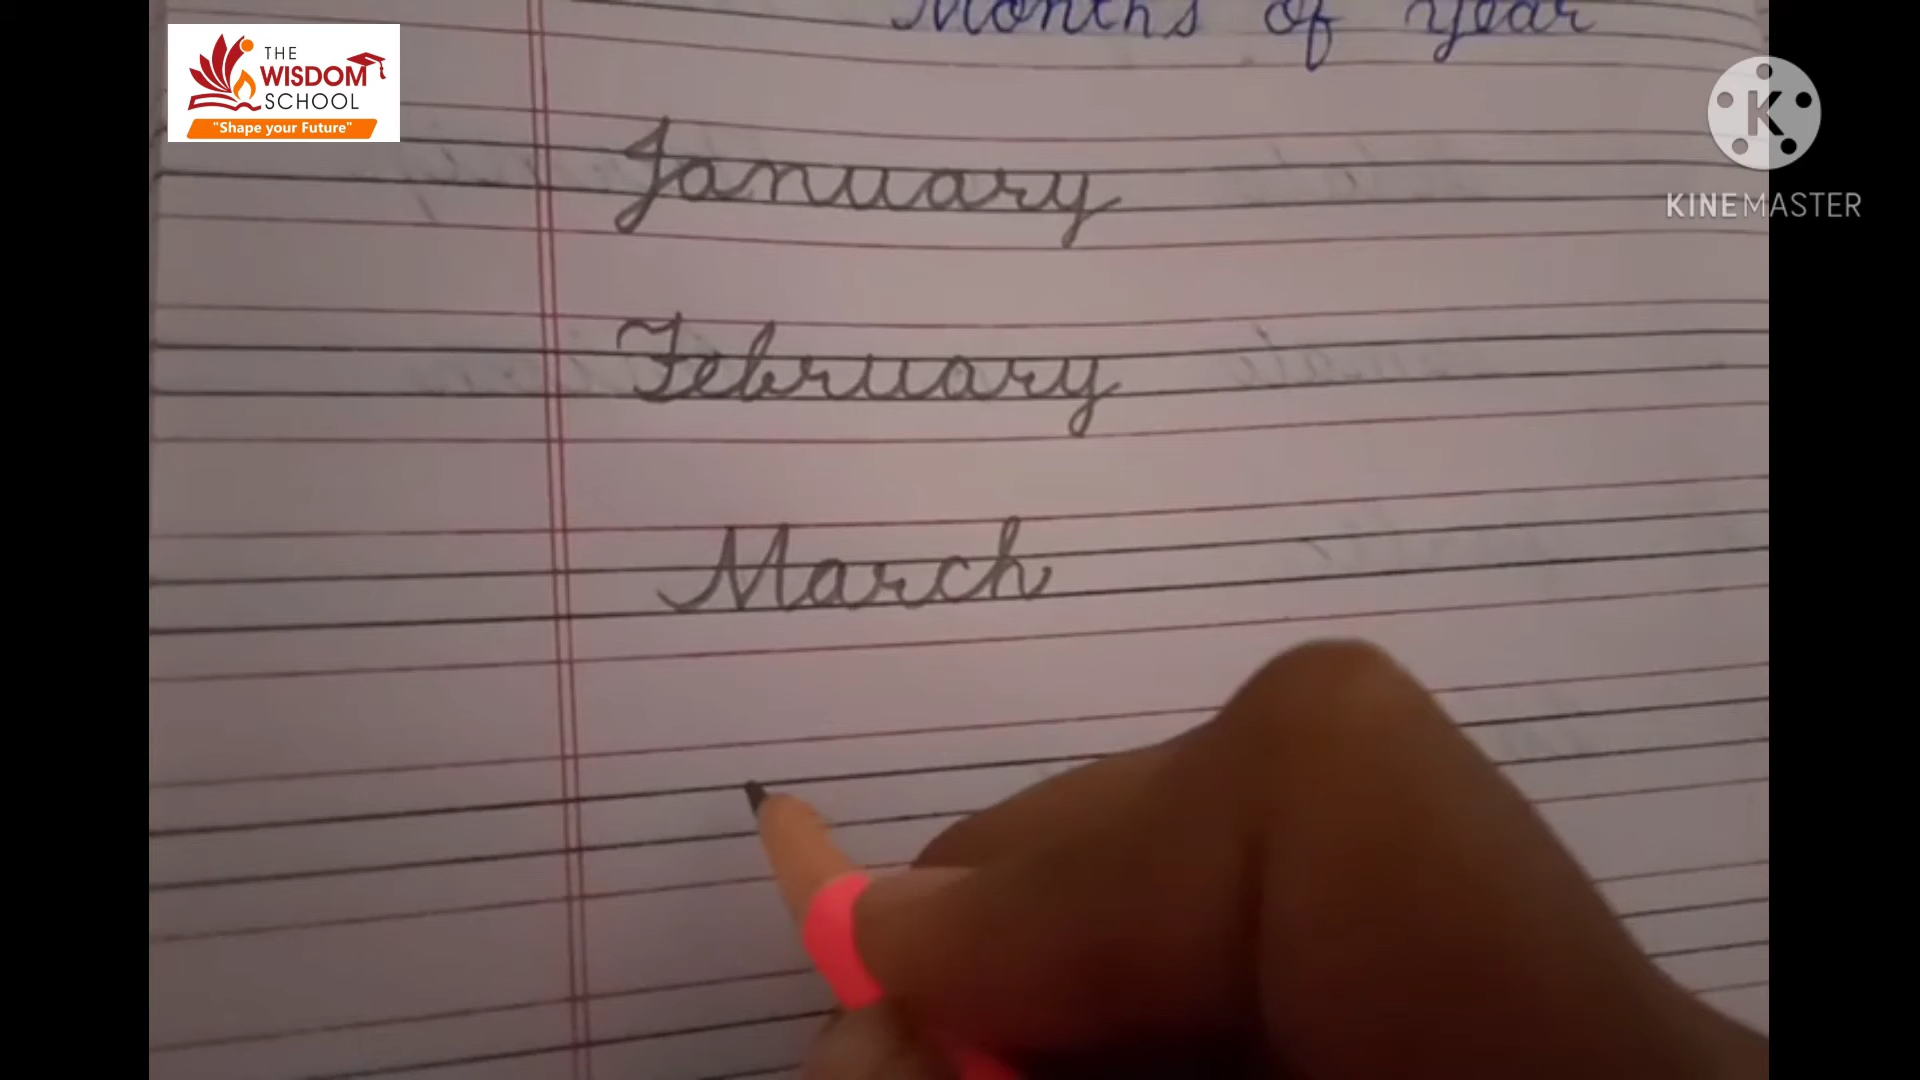 Months of Year
THE
WISDOM
SCHOOL
"Shape your Future"
K
KINEMASTER
January
February
March